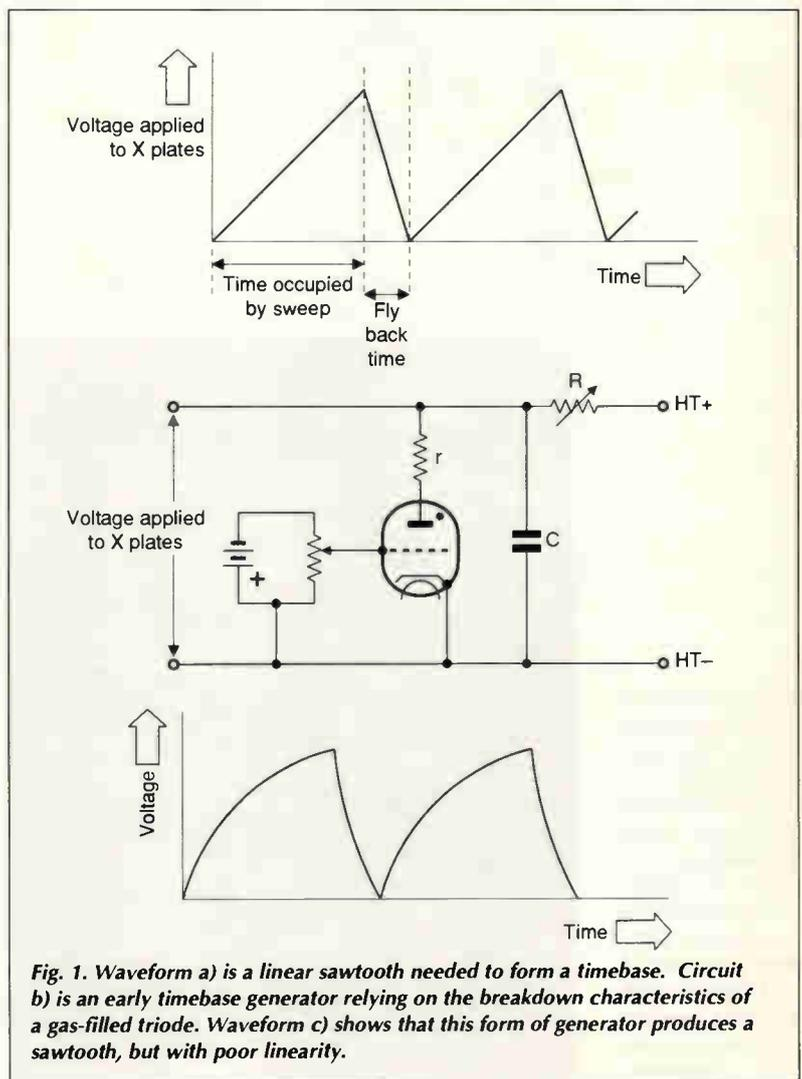 Voltage applied
to X plates
Time
Time occupied
by sweep
Fly
back
time
R
HT+
r
Voltage applied
to X plates
+
C
HT–
Voltage
Time
Fig. 1. Waveform a) is a linear sawtooth needed to form a timebase. Circuit
b) is an early timebase generator relying on the breakdown characteristics of
a gas-filled triode. Waveform c) shows that this form of generator produces a
sawtooth, but with poor linearity.